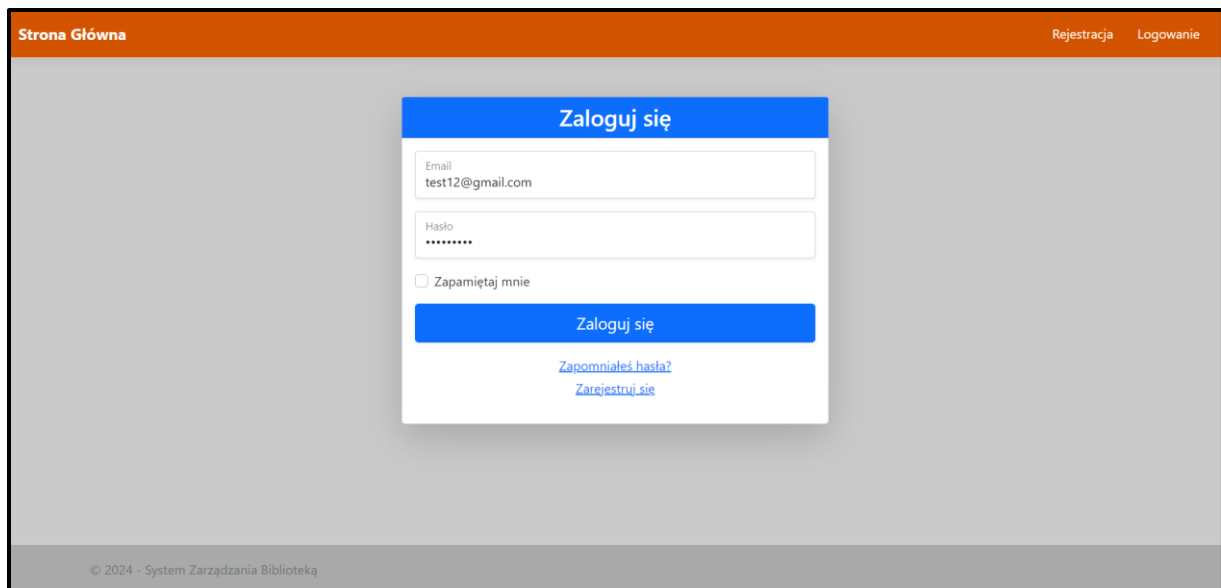 Strona Główna Rejestracja Logowanie
Zaloguj się
Email
test12@gmail.com
Hasło
•••••••••
Zapamiętaj mnie
Zaloguj się
Zapomniałeś hasła?
Zarejestruj się
© 2024 - System Zarządzania Biblioteką